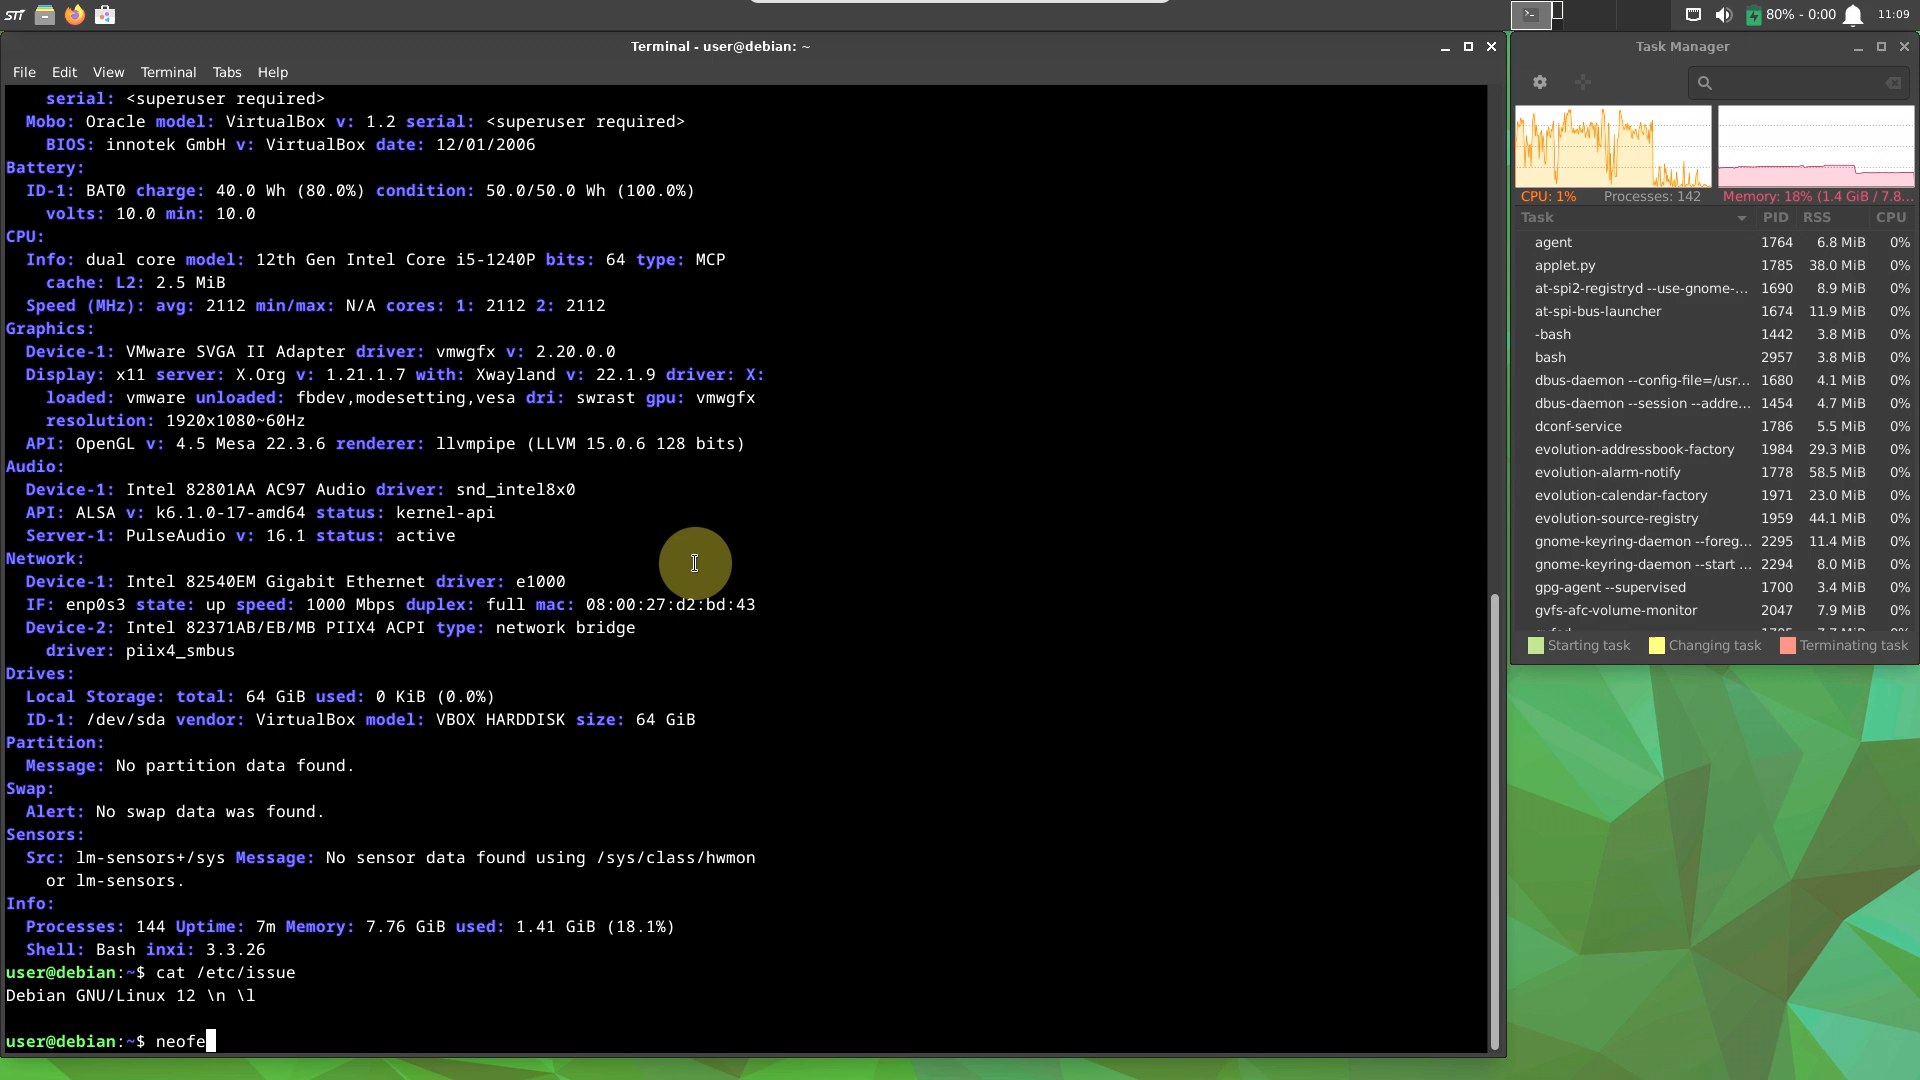 STF
80% - 0:00
11:09
Terminal - user@debian: ~
File Edit View Terminal Tabs Help
serial: <superuser required>
Mobo: Oracle model: VirtualBox v: 1.2 serial: <superuser required>
BIOS: innotek GmbH v: VirtualBox date: 12/01/2006
Battery:
ID-1: BAT0 charge: 40.0 Wh (80.0%) condition: 50.0/50.0 Wh (100.0%)
volts: 10.0 min: 10.0
CPU:
Info: dual core model: 12th Gen Intel Core i5-1240P bits: 64 type: MCP
cache: L2: 2.5 MiB
Speed (MHz): avg: 2112 min/max: N/A cores: 1: 2112 2: 2112
Graphics:
Device-1: VMware SVGA II Adapter driver: vmwgfx v: 2.20.0.0
Display: x11 server: X.Org v: 1.21.1.7 with: Xwayland v: 22.1.9 driver: X:
loaded: vmware unloaded: fbdev,modesetting,vesa dri: swrast gpu: vmwgfx
resolution: 1920x1080~60Hz
API: OpenGL v: 4.5 Mesa 22.3.6 renderer: llvmpipe (LLVM 15.0.6 128 bits)
Audio:
Device-1: Intel 82801AA AC97 Audio driver: snd_intel8x0
API: ALSA v: k6.1.0-17-amd64 status: kernel-api
Server-1: PulseAudio v: 16.1 status: active
Network:
Device-1: Intel 82540EM Gigabit Ethernet driver: e1000
IF: enp0s3 state: up speed: 1000 Mbps duplex: full mac: 08:00:27:d2:bd:43
Device-2: Intel 82371AB/EB/MB PIIX4 ACPI type: network bridge
driver: piix4_smbus
Drives:
Local Storage: total: 64 GiB used: 0 KiB (0.0%)
ID-1: /dev/sda vendor: VirtualBox model: VBOX HARDDISK size: 64 GiB
Partition:
Message: No partition data found.
Swap:
Alert: No swap data was found.
Sensors:
Src: lm-sensors+/sys Message: No sensor data found using /sys/class/hwmon
or lm-sensors.
Info:
Processes: 144 Uptime: 7m Memory: 7.76 GiB used: 1.41 GiB (18.1%)
Shell: Bash inxi: 3.3.26
user@debian:~$ cat /etc/issue
Debian GNU/Linux 12 \n \l
user@debian:~$ neofe
Task Manager
CPU: 1% Processes: 142 Memory: 18% (1.4 GiB / 7.8...
Task PID RSS CPU
agent 1764 6.8 MiB 0%
applet.py 1785 38.0 MiB 0%
at-spi2-registryd --use-gnome-... 1690 8.9 MiB 0%
at-spi-bus-launcher 1674 11.9 MiB 0%
-bash 1442 3.8 MiB 0%
bash 2957 3.8 MiB 0%
dbus-daemon --config-file=/usr... 1680 4.1 MiB 0%
dbus-daemon --session --addre... 1454 4.7 MiB 0%
dconf-service 1786 5.5 MiB 0%
evolution-addressbook-factory 1984 29.3 MiB 0%
evolution-alarm-notify 1778 58.5 MiB 0%
evolution-calendar-factory 1971 23.0 MiB 0%
evolution-source-registry 1959 44.1 MiB 0%
gnome-keyring-daemon --foreg... 2295 11.4 MiB 0%
gnome-keyring-daemon --start ... 2294 8.0 MiB 0%
gpg-agent --supervised 1700 3.4 MiB 0%
gvfs-afc-volume-monitor 2047 7.9 MiB 0%
Starting task Changing task Terminating task